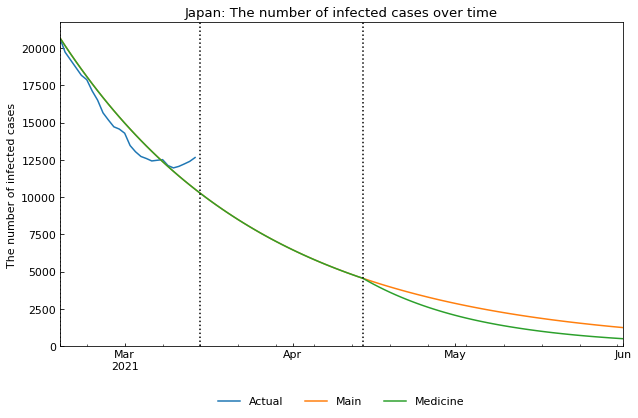 Japan: The number of infected cases over time
The number of infected cases
20000
17500
15000
12500
10000
7500
5000
2500
0
Mar
2021
Apr
May
Jun
Actual
Main
Medicine